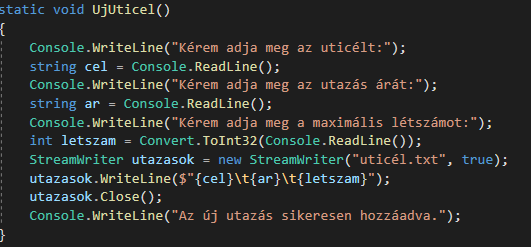 static void UjUticel()
{
Console.WriteLine("Kérem adja meg az uticélt:");
string cel = Console.ReadLine();
Console.WriteLine("Kérem adja meg az utazás árát:");
string ar = Console.ReadLine();
Console.WriteLine("Kérem adja meg a maximális létszámot:");
int letszam = Convert.ToInt32(Console.ReadLine());
StreamWriter utazasok = new StreamWriter("uticél.txt", true);
utazasok.WriteLine($"{cel}\t{ar}\t{letszam}");
utazasok.Close();
Console.WriteLine("Az új utazás sikeresen hozzáadva.");
}